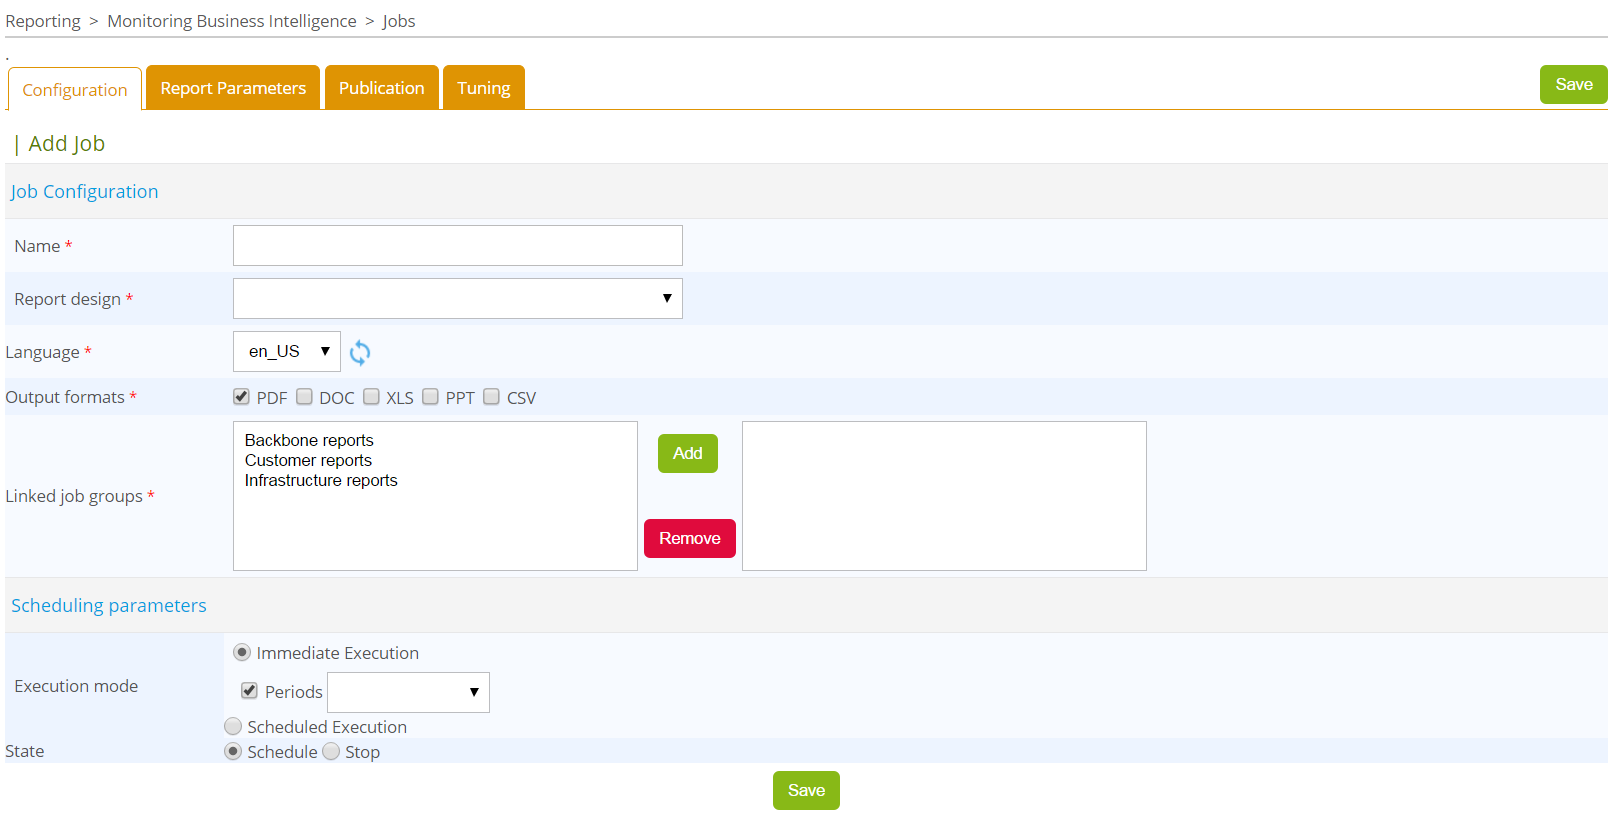 Reporting > Monitoring Business Intelligence > Jobs
.
Configuration Report Parameters Publication Tuning Save
| Add Job
Job Configuration
Name *
Report design *
Language * en_US
Output formats * PDF DOC XLS PPT CSV
Linked job groups *
Backbone reports
Customer reports
Infrastructure reports
Add
Remove
Scheduling parameters
Execution mode
Immediate Execution
Periods
Scheduled Execution
State Schedule Stop
Save